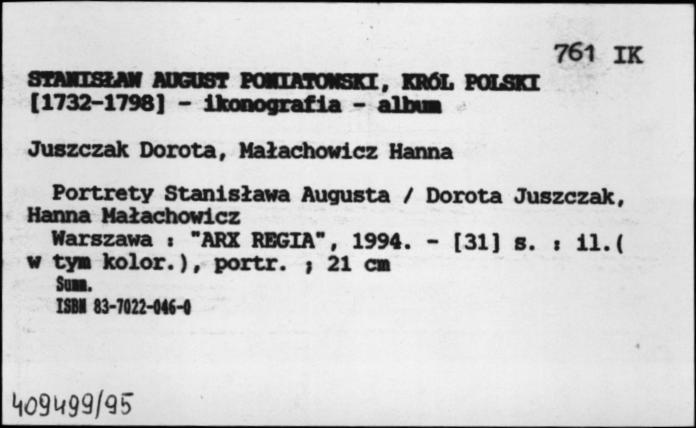 761 IK
STANISŁAW AUGUST PONIATOWSKI, KRÓL POLSKI
[1732-1798] - ikonografia - album
Juszczak Dorota, Małachowicz Hanna
Portrety Stanisława Augusta / Dorota Juszczak,
Hanna Małachowicz
Warszawa : "ARX REGIA", 1994. - [31] s. : il.(
w tym kolor.), portr. ; 21 cm
Summ.
ISBN 83-7022-046-0
409499/95